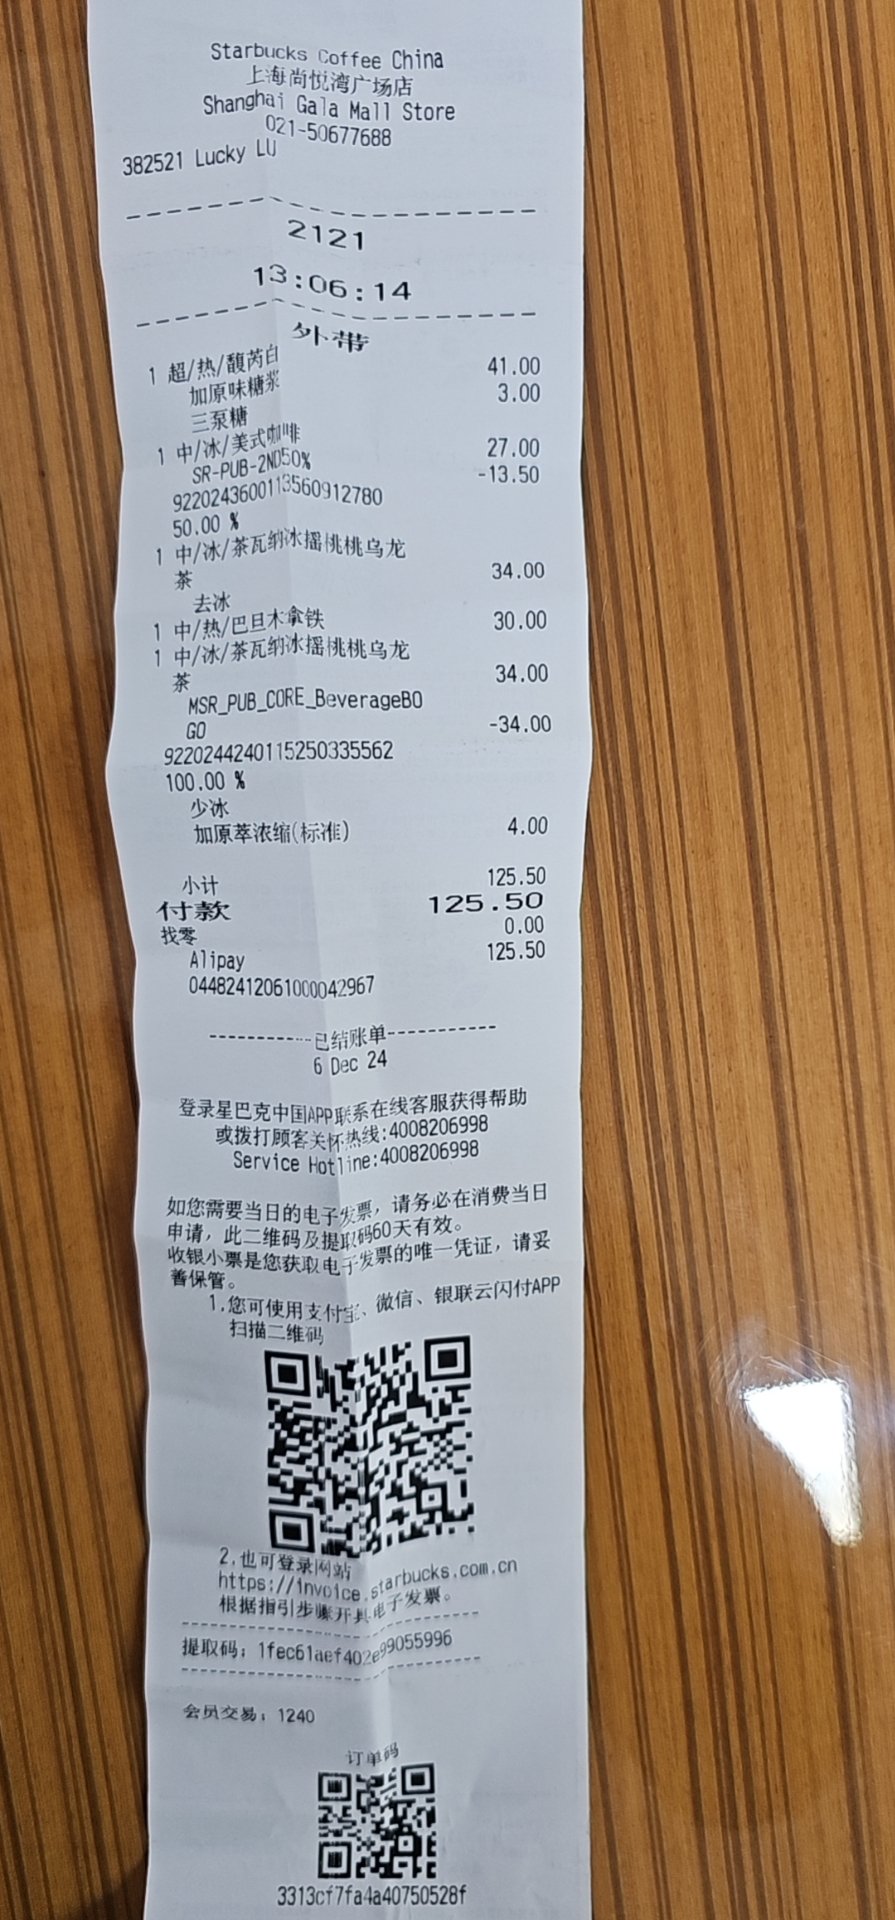 Starbucks Coffee China
上海尚悦湾广场店
Shanghai Gala Mall Store
021-50677688
382521 Lucky LU
2121
13:06:14
外带
1 超/热/馥芮白 41.00
加原味糖浆 3.00
三泵糖
1 中/冰/美式咖啡 27.00
SR-PUB-2ND50% -13.50
9220243600113560912780
50.00 %
1 中/冰/茶瓦纳冰摇桃桃乌龙
茶 34.00
去冰
1 中/热/巴旦木拿铁 30.00
1 中/冰/茶瓦纳冰摇桃桃乌龙
茶 34.00
MSR_PUB_CORE_BeverageBO
GO -34.00
9220244240115250335562
100.00 %
少冰
加原萃浓缩(标准) 4.00
小计 125.50
付款 125.50
找零 0.00
Alipay 125.50
04482412061000042967
------------已结账单------------
6 Dec 24
登录星巴克中国APP联系在线客服获得帮助
或拨打顾客关怀热线:4008206998
Service Hotline:4008206998
如您需要当日的电子发票，请务必在消费当日
申请，此二维码及提取码60天有效。
收银小票是您获取电子发票的唯一凭证，请妥
善保管。
1.您可使用支付宝、微信、银联云闪付APP
扫描二维码
2.也可登录网站
https://invoice.starbucks.com.cn
根据指引步骤开具电子发票。
提取码：1fec61aef402e99055996
会员交易：1240
订单码
3313cf7fa4a40750528f